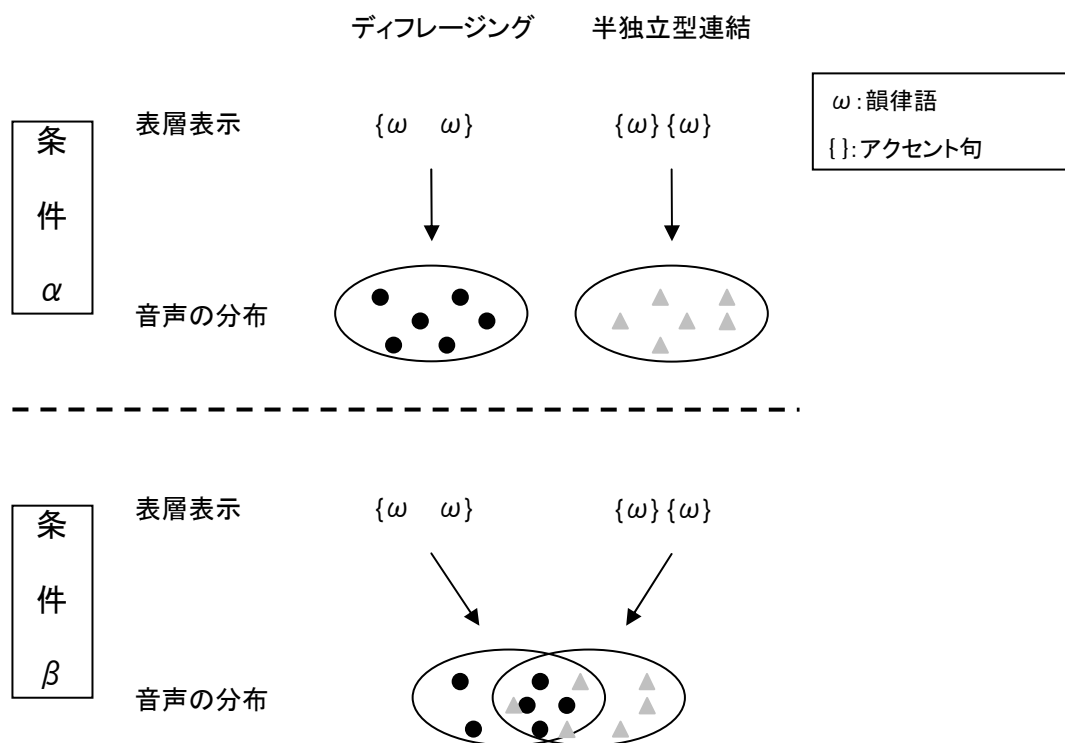 ディフレージング 半独立型連結
ω:韻律語
{ }:アクセント句
条件α
表層表示 {ω ω} {ω}{ω}
音声の分布
条件β
表層表示 {ω ω} {ω}{ω}
音声の分布